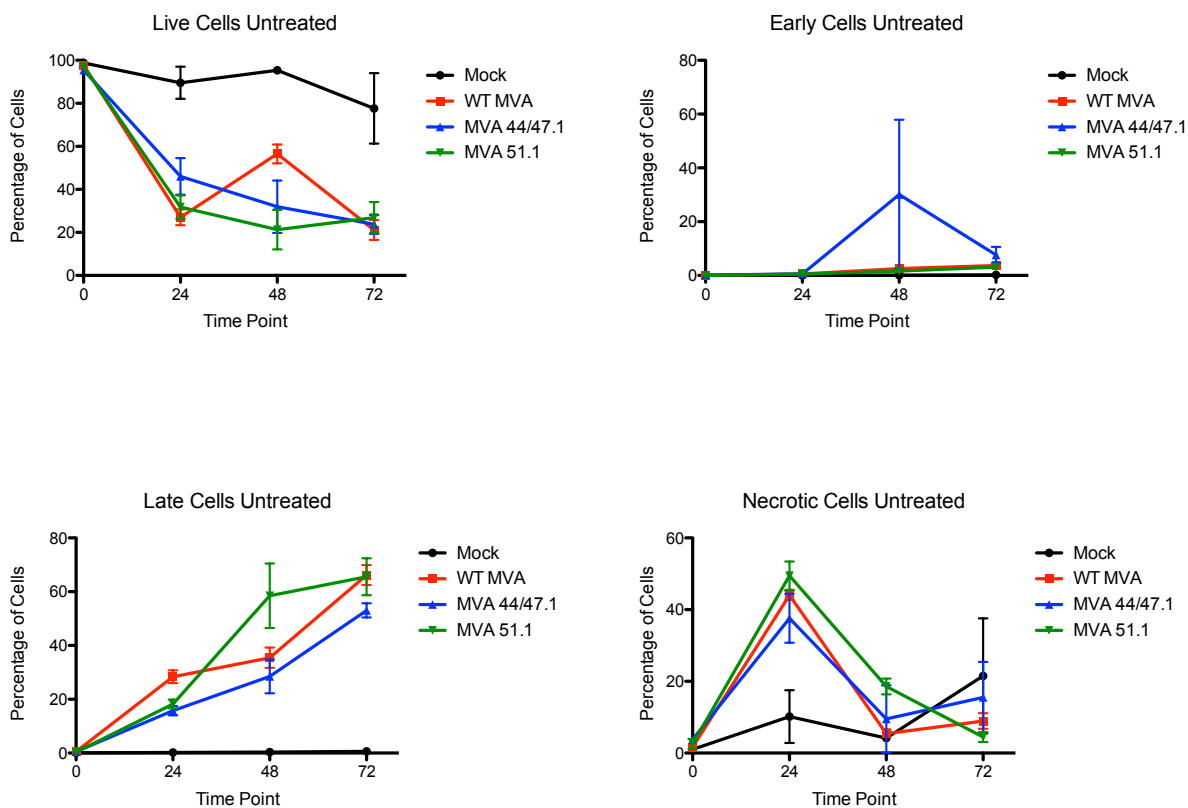 Live Cells Untreated
Percentage of Cells
100
80
60
40
20
0
0 24 48 72
Time Point
Mock
WT MVA
MVA 44/47.1
MVA 51.1
Early Cells Untreated
Percentage of Cells
80
60
40
20
0
0 24 48 72
Time Point
Mock
WT MVA
MVA 44/47.1
MVA 51.1
Late Cells Untreated
Percentage of Cells
80
60
40
20
0
0 24 48 72
Time Point
Mock
WT MVA
MVA 44/47.1
MVA 51.1
Necrotic Cells Untreated
Percentage of Cells
60
40
20
0
0 24 48 72
Time Point
Mock
WT MVA
MVA 44/47.1
MVA 51.1